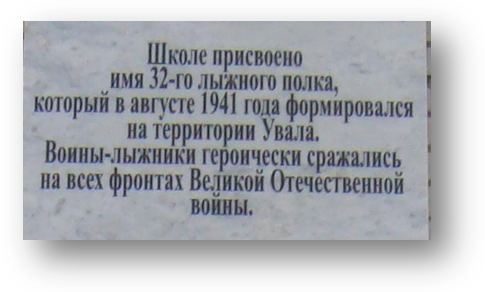 Школе присвоено
имя 32-го лыжного полка,
который в августе 1941 года формировался
на территории Увала.
Воины-лыжники героически сражались
на всех фронтах Великой Отечественной
войны.